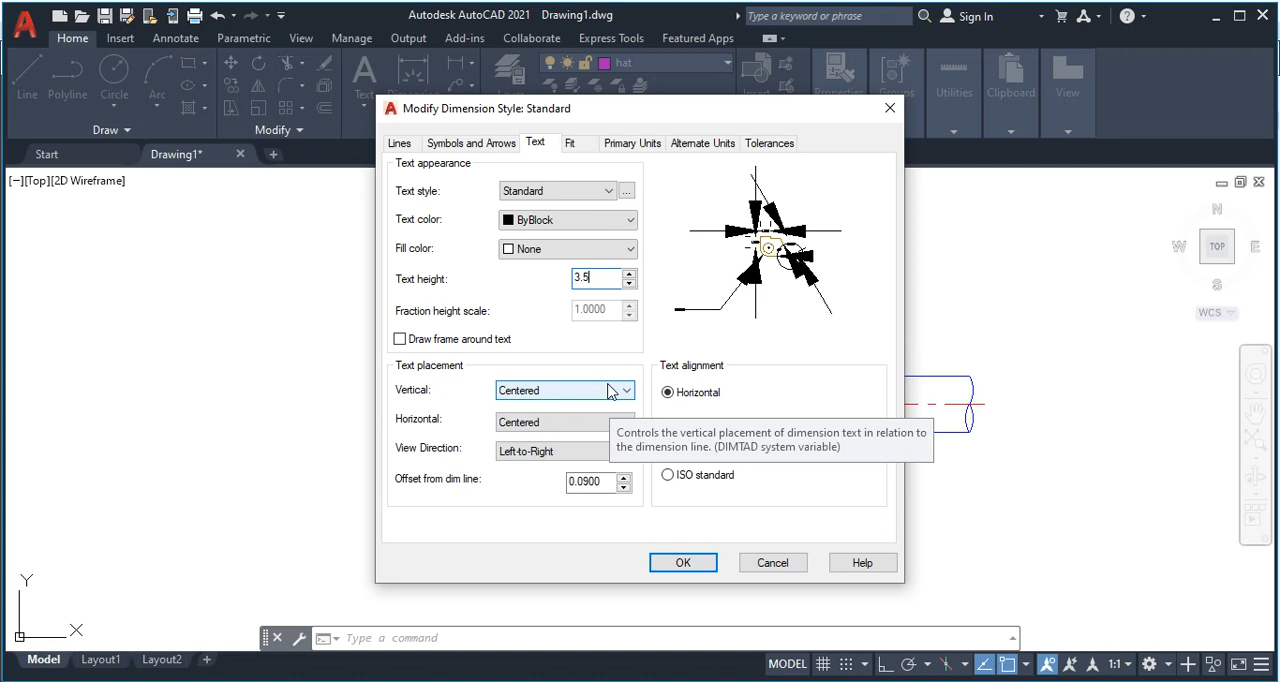 Autodesk AutoCAD 2021 Drawing1.dwg
Type a keyword or phrase
Sign In
Home Insert Annotate Parametric View Manage Output Add-ins Collaborate Express Tools Featured Apps
hat
Line Polyline Circle Arc Text
Properties Groups Utilities Clipboard View
Draw Modify
Start Drawing1*
[−][Top][2D Wireframe]
Modify Dimension Style: Standard
Lines Symbols and Arrows Text Fit Primary Units Alternate Units Tolerances
Text appearance
Text style: Standard ...
Text color: ByBlock
Fill color: None
Text height: 3.5
Fraction height scale: 1.0000
Draw frame around text
Text placement
Vertical: Centered
Horizontal: Centered
View Direction: Left-to-Right
Offset from dim line: 0.0900
Text alignment
Horizontal
Controls the vertical placement of dimension text in relation to
the dimension line. (DIMTAD system variable)
ISO standard
OK Cancel Help
N
W TOP E
S
WCS
Y
X
Type a command
Model Layout1 Layout2 +
MODEL 1:1